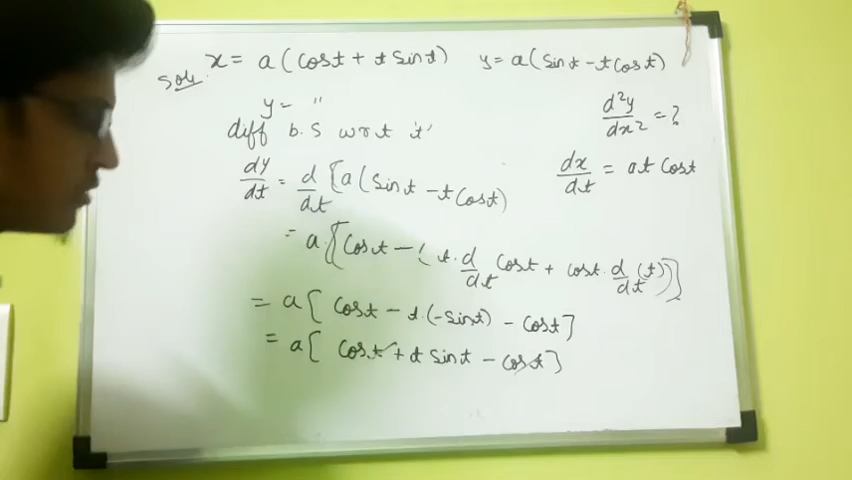 x = a(cost + t sint) y = a(sint - t cost)
Sol.
y = "
d²y/dx² = ?
diff b.s w r t 't'
dy/dt = d/dt [a(sint - t cost)
dx/dt = at cost
= a[cost - (t. d/dt cost + cost. d/dt (t))]
= a[cost - t.(-sint) - cost]
= a[cost + t sint - cost]